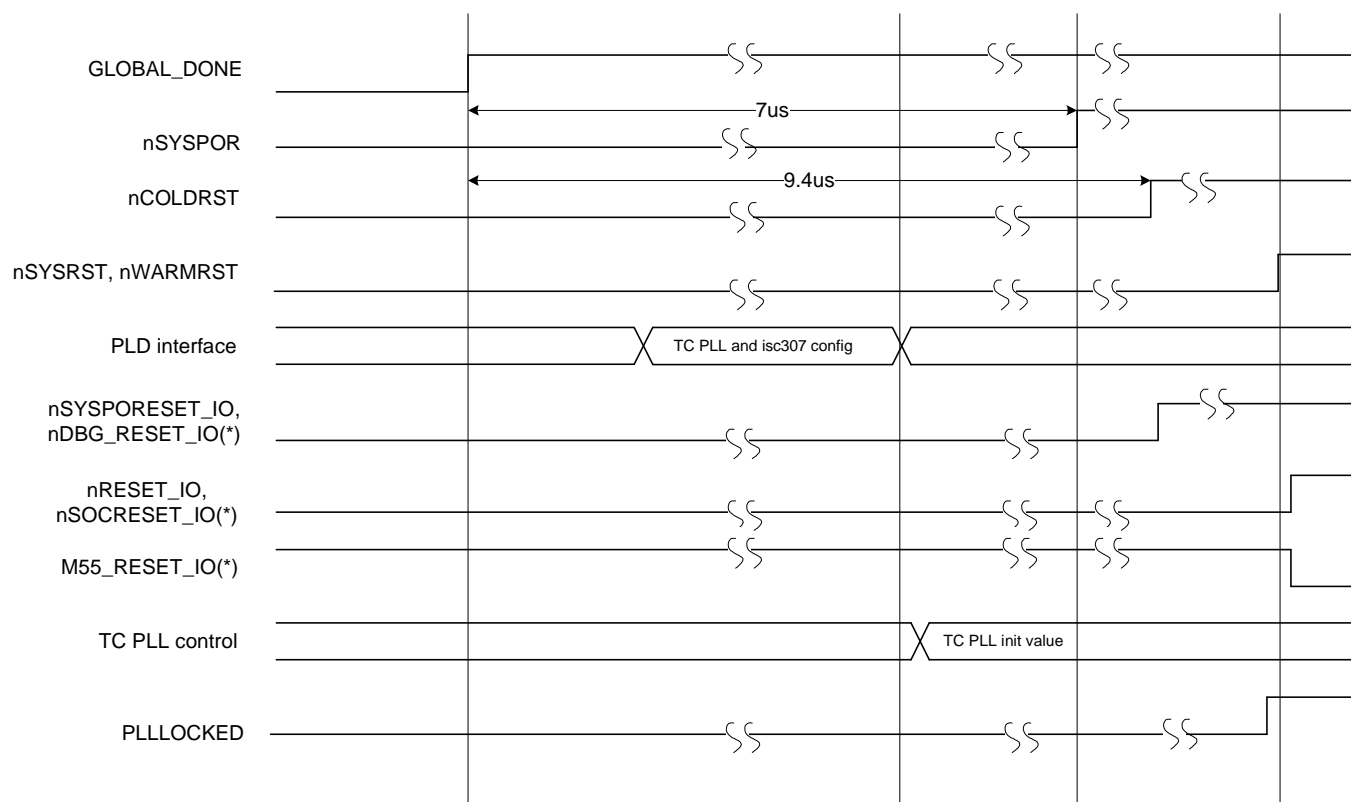 GLOBAL_DONE
7us
nSYSPOR
9.4us
nCOLDRST
nSYSRST, nWARMRST
PLD interface
TC PLL and isc307 config
nSYSPORESET_IO,
nDBG_RESET_IO(*)
nRESET_IO,
nSOCRESET_IO(*)
M55_RESET_IO(*)
TC PLL control
TC PLL init value
PLLLOCKED